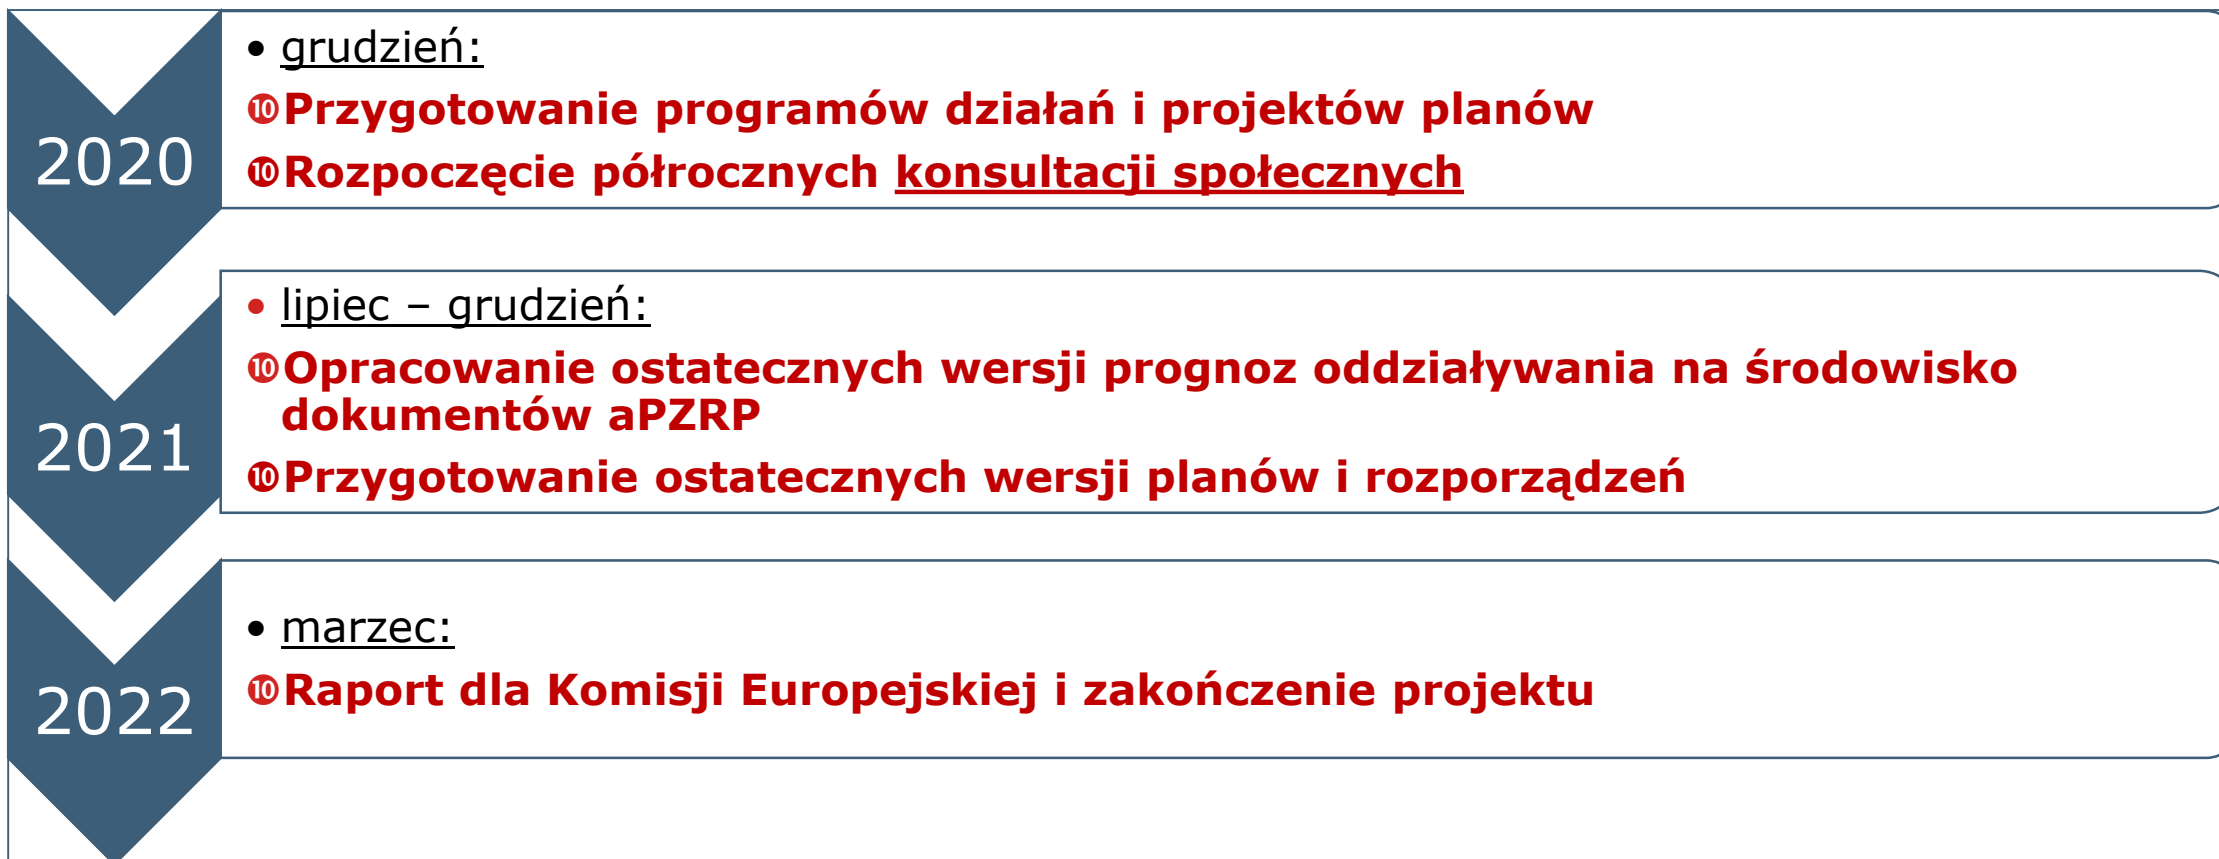 2020
• grudzień:
❿Przygotowanie programów działań i projektów planów
❿Rozpoczęcie półrocznych konsultacji społecznych
2021
• lipiec – grudzień:
❿Opracowanie ostatecznych wersji prognoz oddziaływania na środowisko
dokumentów aPZRP
❿Przygotowanie ostatecznych wersji planów i rozporządzeń
2022
• marzec:
❿Raport dla Komisji Europejskiej i zakończenie projektu